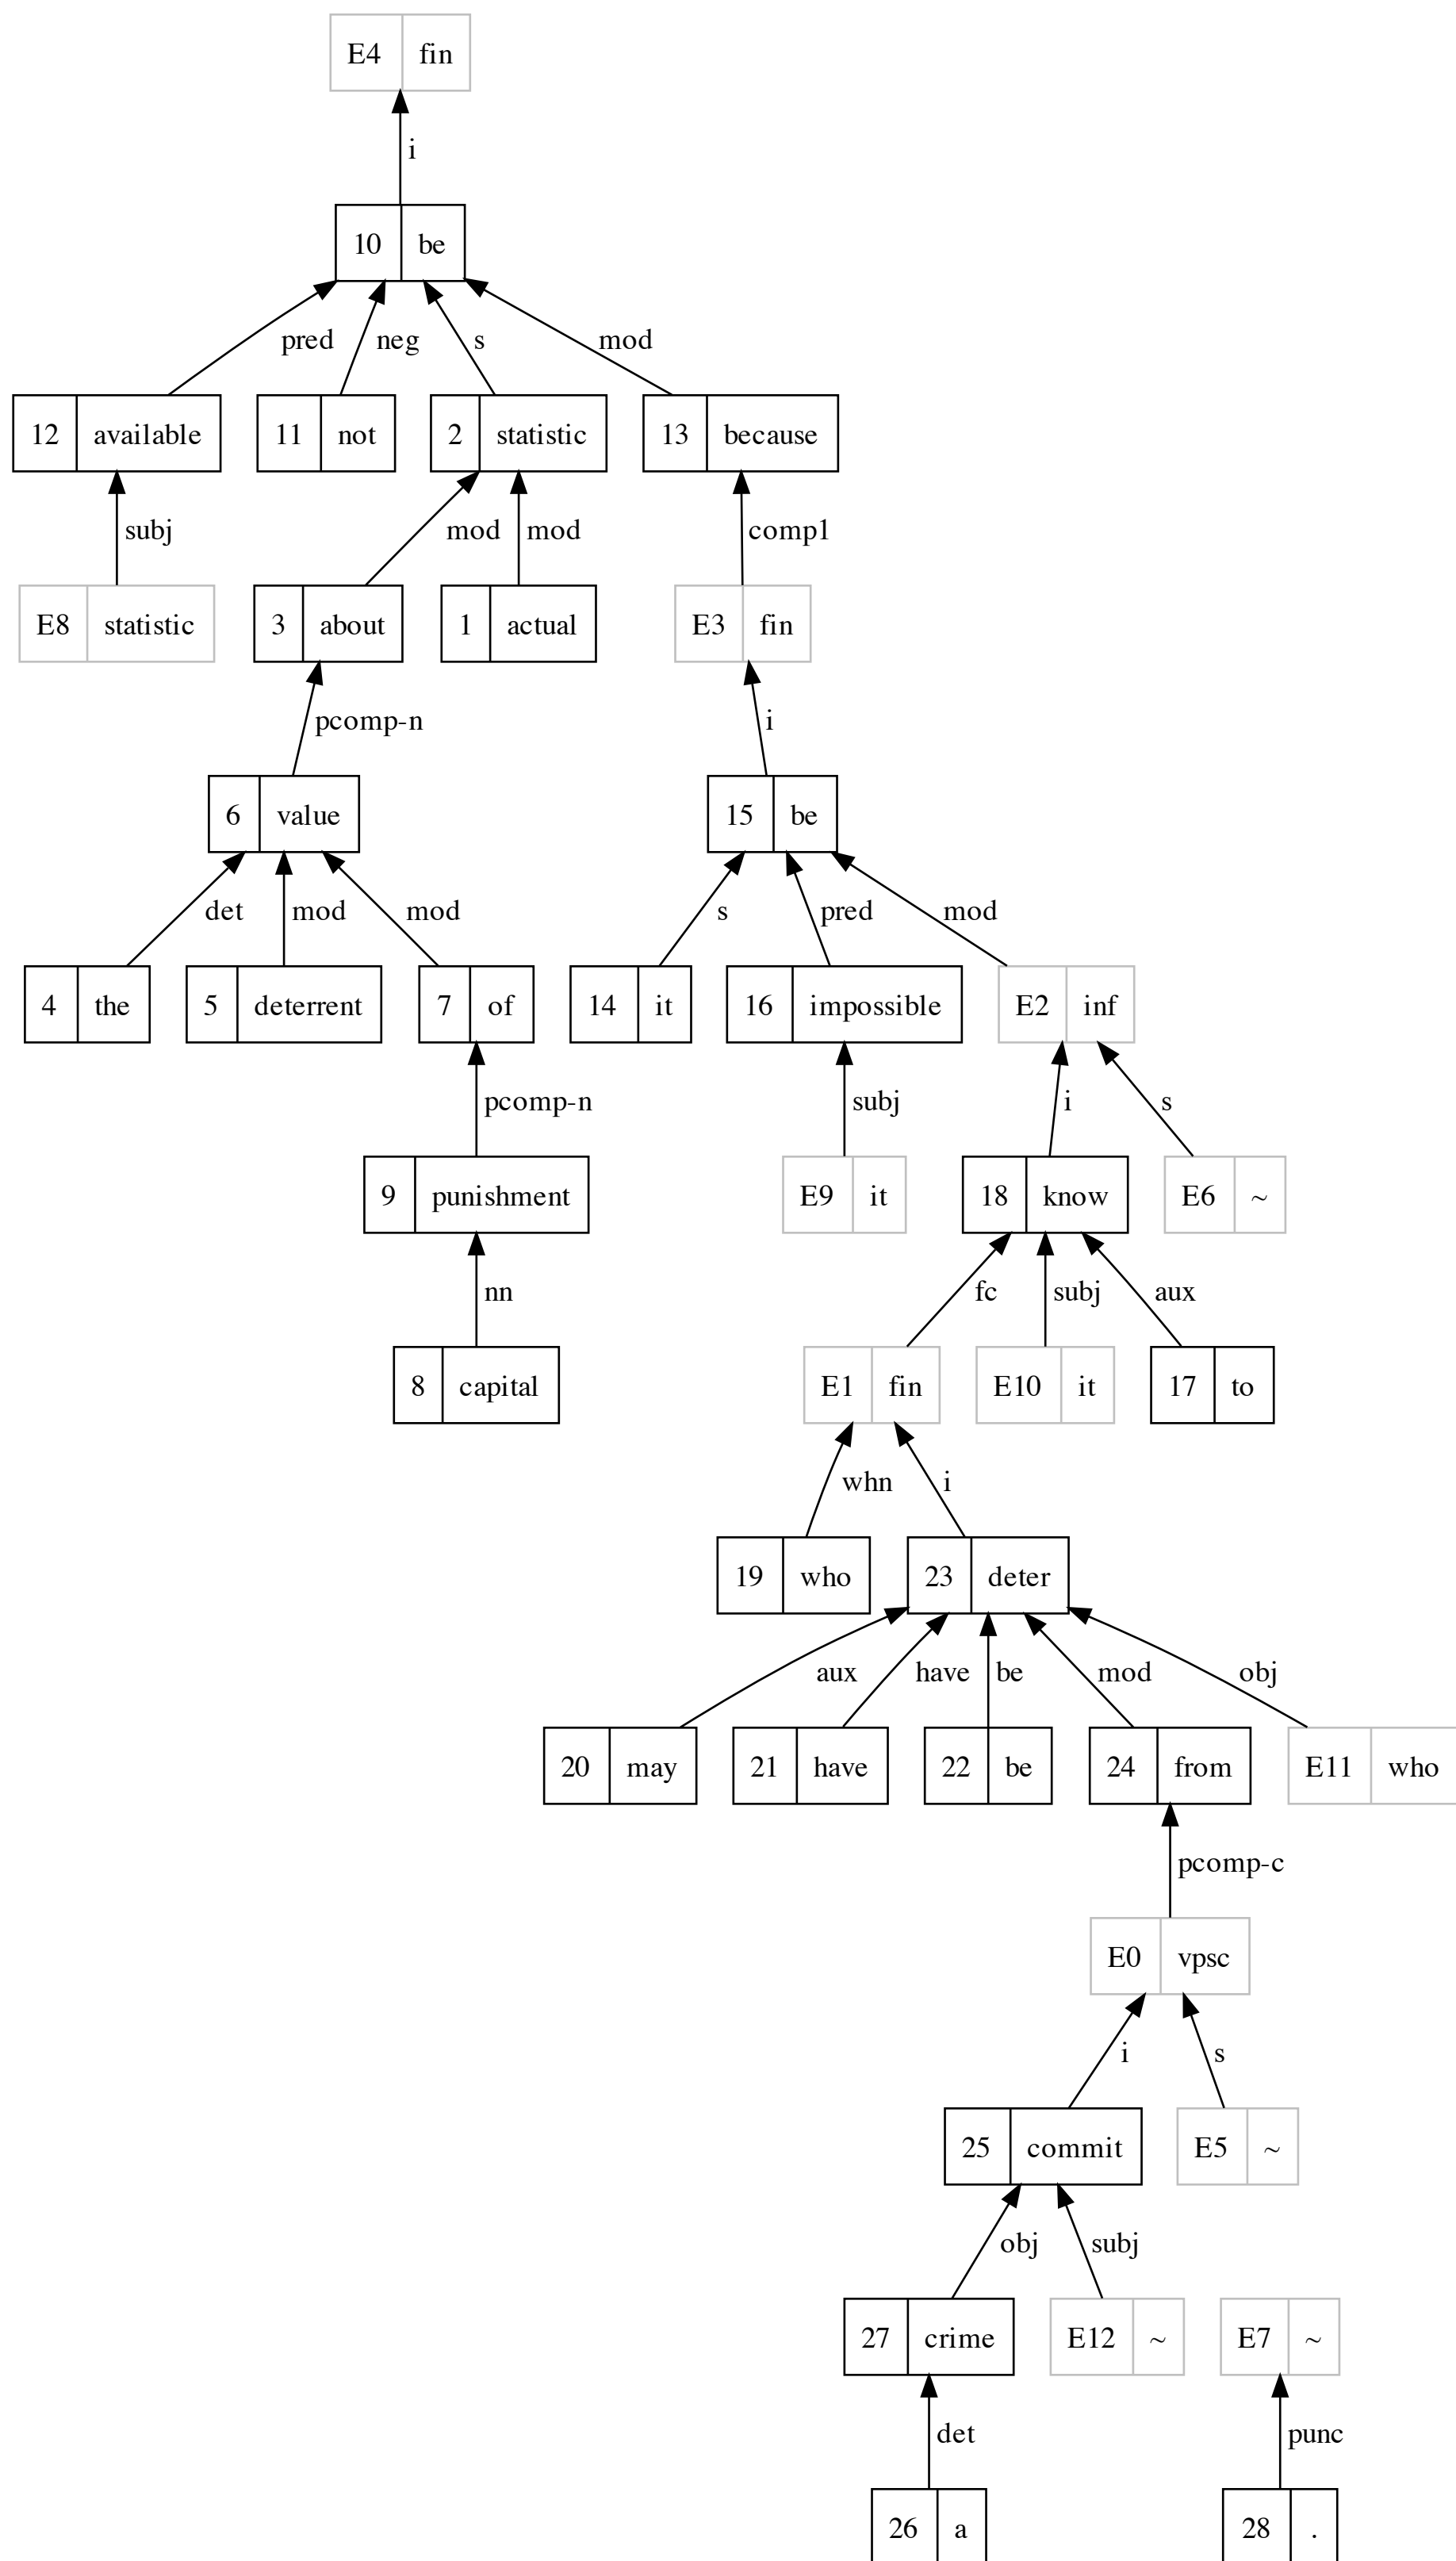 E4 fin
i
10 be
pred neg s mod
12 available 11 not 2 statistic 13 because
subj mod mod comp1
E8 statistic 3 about 1 actual E3 fin
pcomp-n i
6 value 15 be
det mod mod s pred mod
4 the 5 deterrent 7 of 14 it 16 impossible E2 inf
pcomp-n subj i s
9 punishment E9 it 18 know E6 ~
nn fc subj aux
8 capital E1 fin E10 it 17 to
whn i
19 who 23 deter
aux have be mod obj
20 may 21 have 22 be 24 from E11 who
pcomp-c
E0 vpsc
i s
25 commit E5 ~
obj subj
27 crime E12 ~ E7 ~
det punc
26 a 28 .